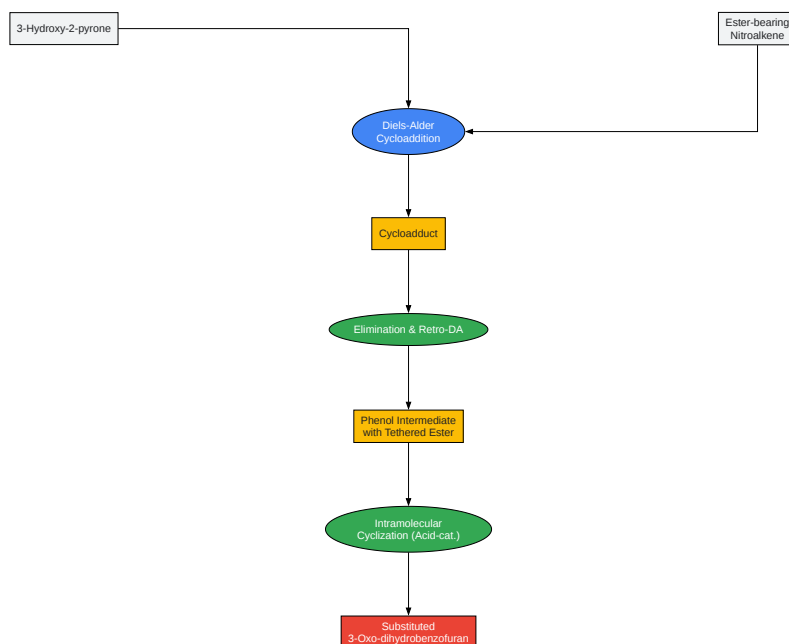 3-Hydroxy-2-pyrone
Ester-bearing
Nitroalkene
Diels-Alder
Cycloaddition
Cycloadduct
Elimination & Retro-DA
Phenol Intermediate
with Tethered Ester
Intramolecular
Cyclization (Acid-cat.)
Substituted
3-Oxo-dihydrobenzofuran